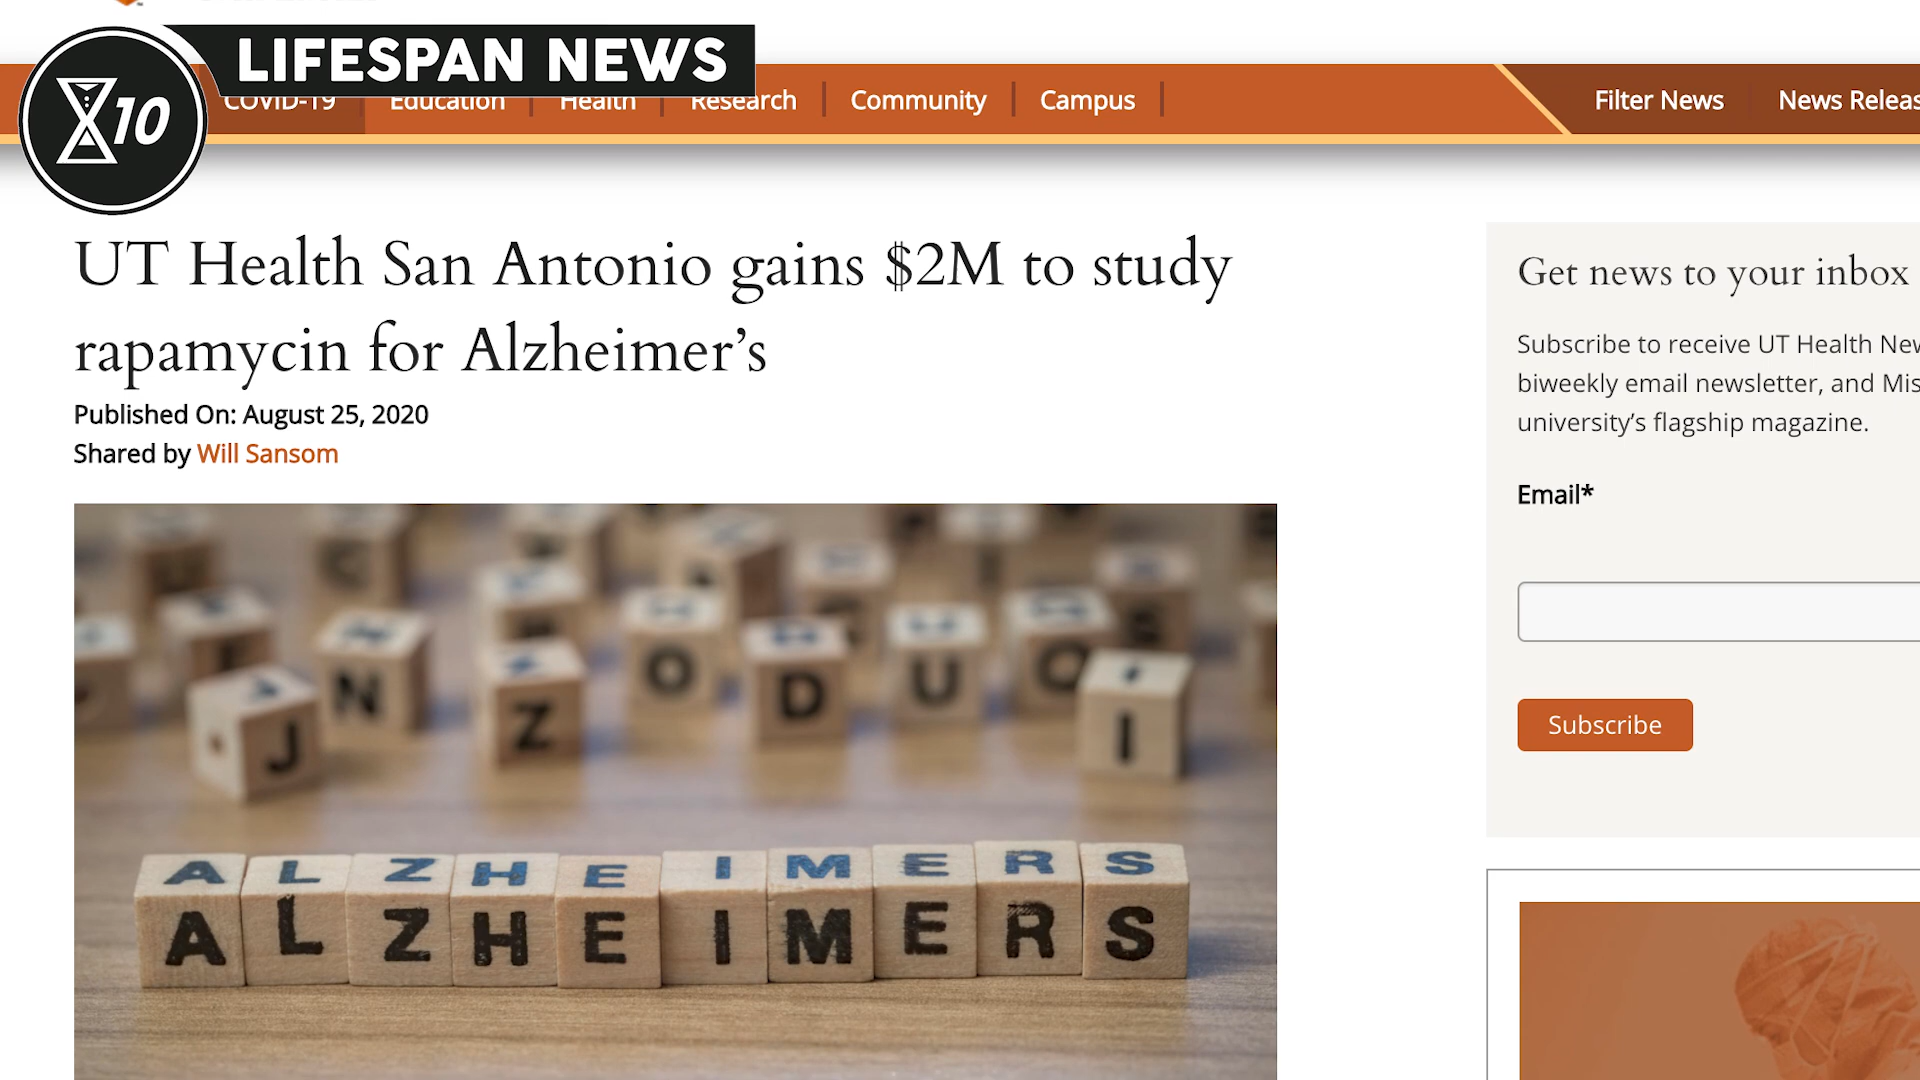 LIFESPAN NEWS
X10
COVID-19 Education Health Research Community Campus Filter News News Releas
UT Health San Antonio gains $2M to study
rapamycin for Alzheimer’s
Published On: August 25, 2020
Shared by Will Sansom
Get news to your inbox
Subscribe to receive UT Health New
biweekly email newsletter, and Mis
university’s flagship magazine.
Email*
Subscribe
J N Z O D U I
A L Z H E I M E R S
A L Z H E I M E R S